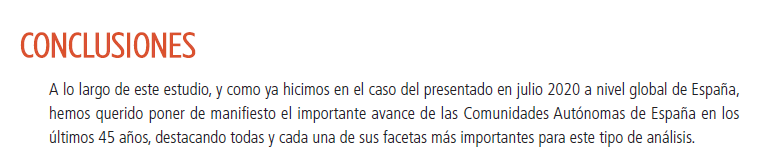 CONCLUSIONES
A lo largo de este estudio, y como ya hicimos en el caso del presentado en julio 2020 a nivel global de España,
hemos querido poner de manifiesto el importante avance de las Comunidades Autónomas de España en los
últimos 45 años, destacando todas y cada una de sus facetas más importantes para este tipo de análisis.